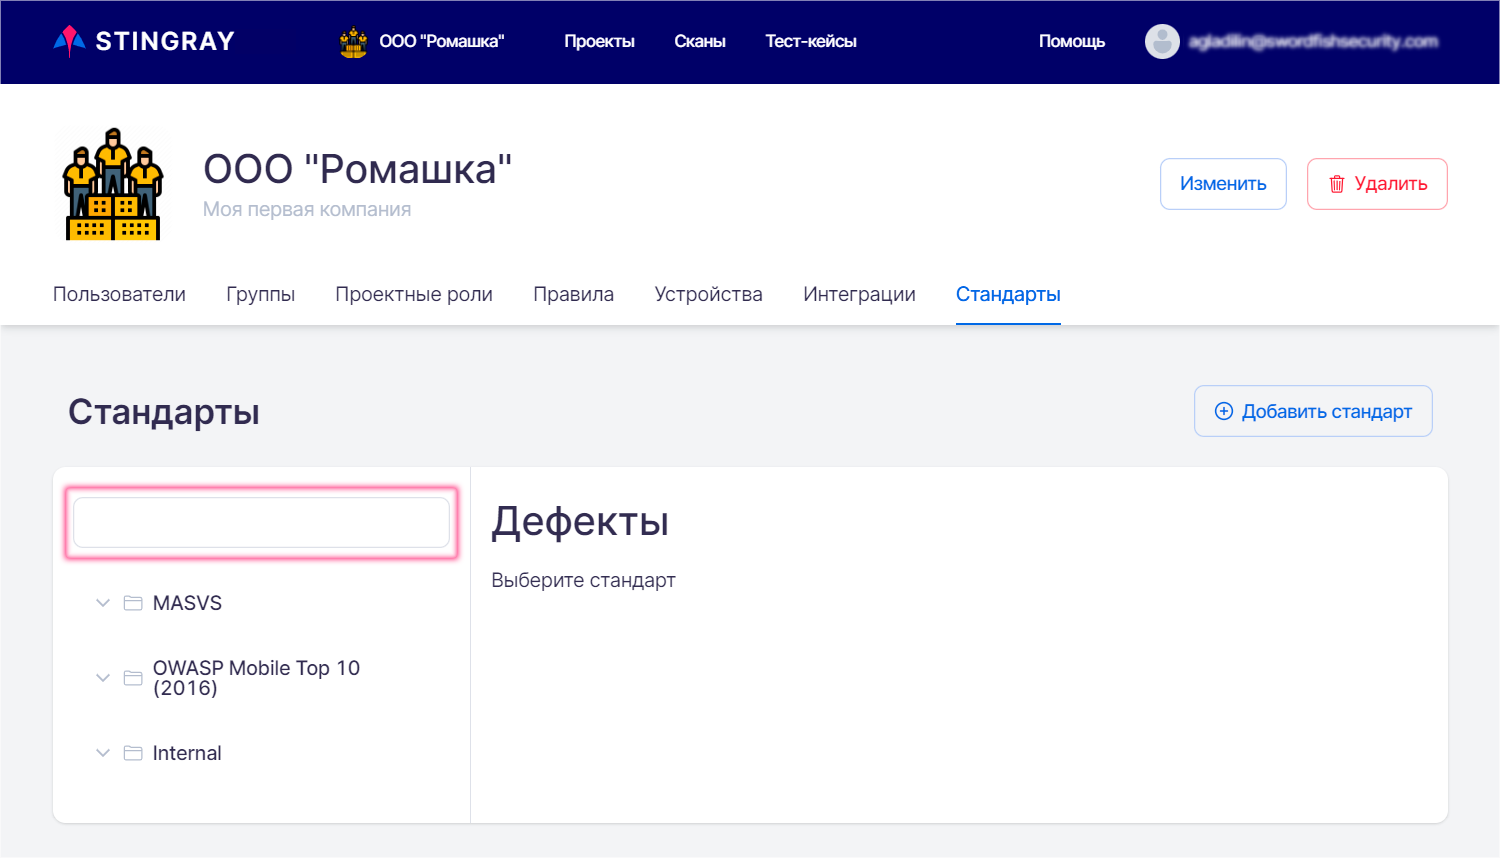 STINGRAY
ООО "Ромашка"
Проекты
Сканы
Тест-кейсы
Помощь
ООО "Ромашка"
Моя первая компания
Изменить
Удалить
Пользователи
Группы
Проектные роли
Правила
Устройства
Интеграции
Стандарты
Стандарты
Добавить стандарт
MASVS
OWASP Mobile Top 10
(2016)
Internal
Дефекты
Выберите стандарт